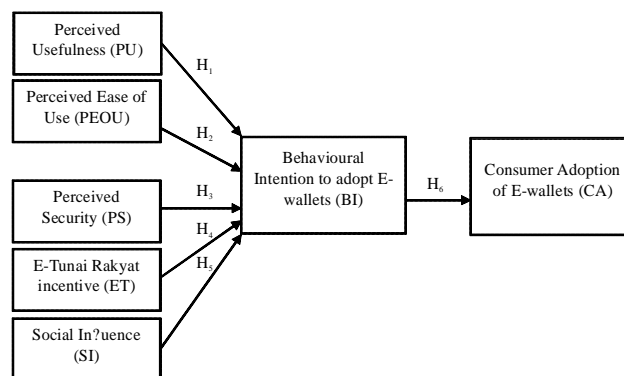 Perceived
Usefulness (PU)
H1
Perceived Ease of
Use (PEOU)
H2
Behavioural
Intention to adopt E-
wallets (BI)
H6
Consumer Adoption
of E-wallets (CA)
Perceived
Security (PS)
H3
H4
E-Tunai Rakyat
incentive (ET)
H5
Social In?uence
(SI)